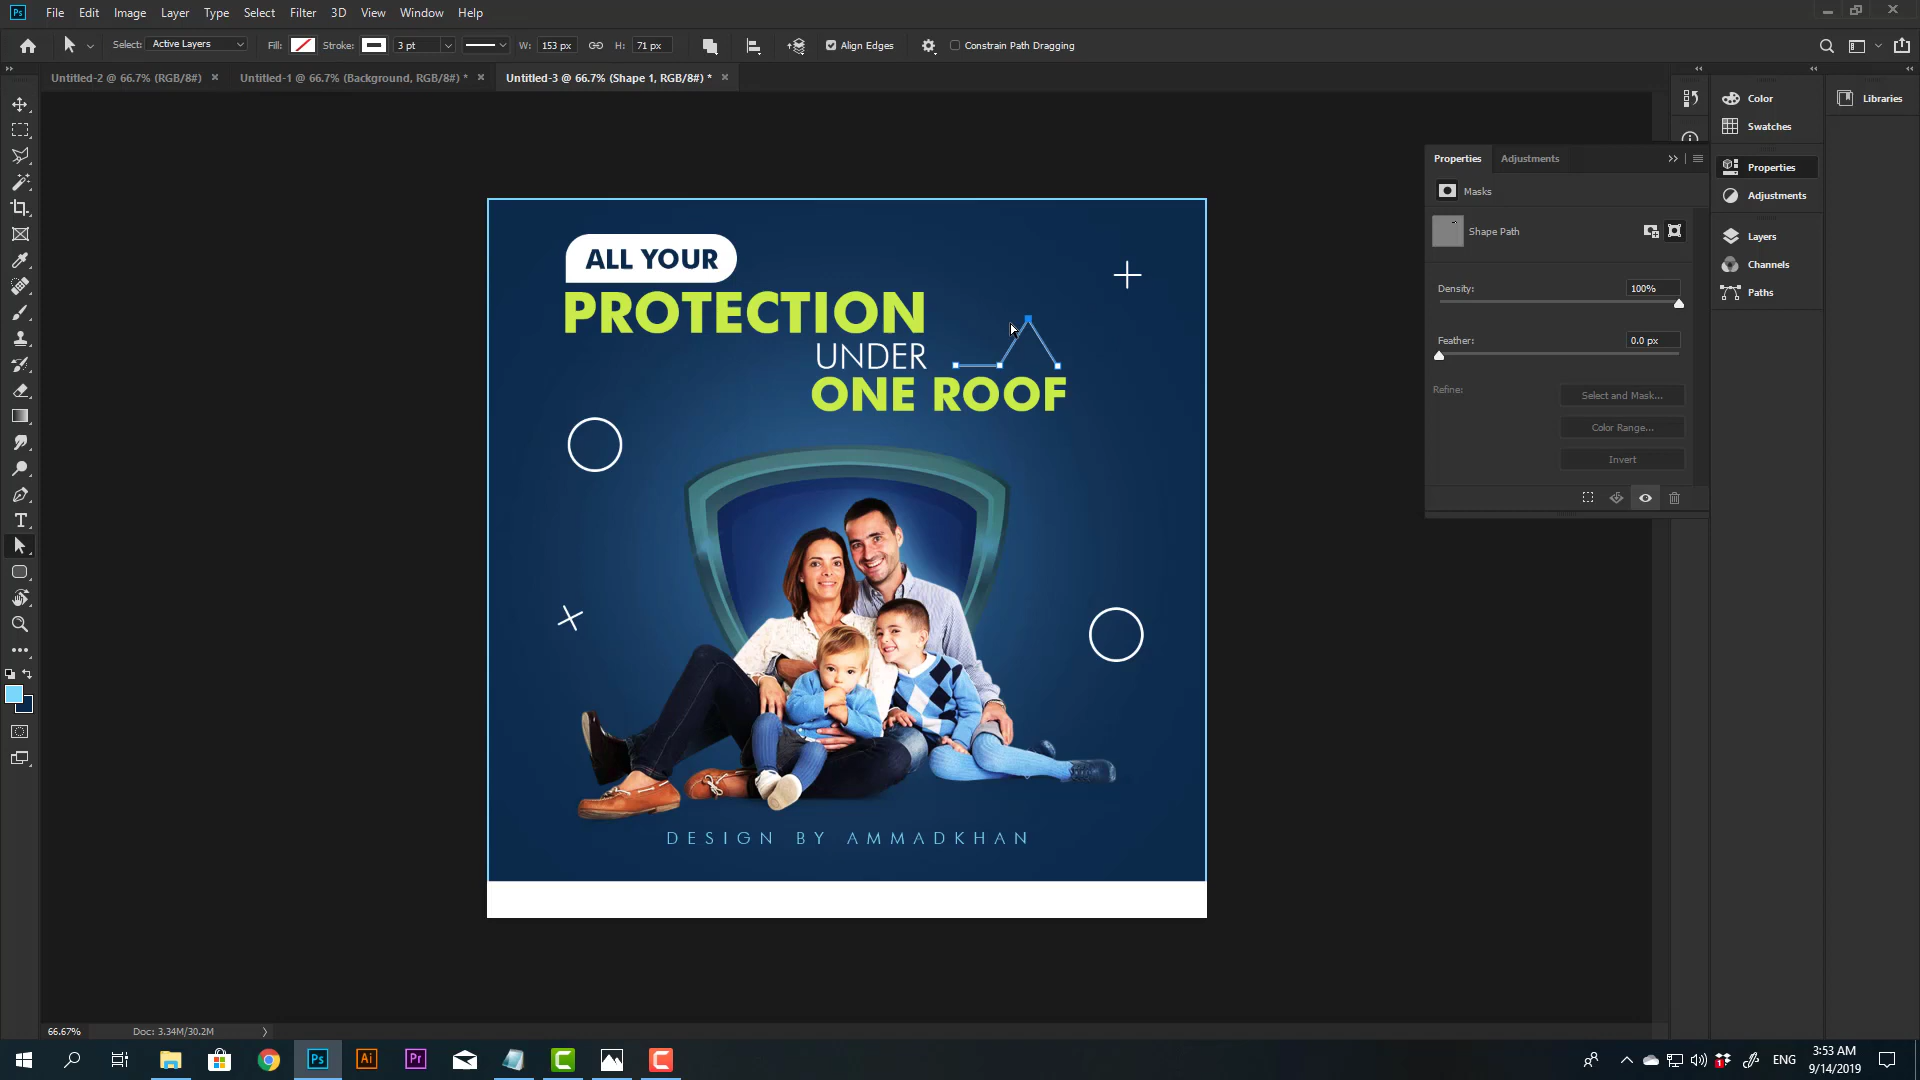 Ps File Edit Image Layer Type Select Filter 3D View Window Help
Select: Active Layers Fill: Stroke: 3 pt W: 153 px H: 71 px Align Edges Constrain Path Dragging
Untitled-2 @ 66.7% (RGB/8#) × Untitled-1 @ 66.7% (Background, RGB/8#) * × Untitled-3 @ 66.7% (Shape 1, RGB/8#) * ×
Color
Swatches
Properties
Adjustments
Layers
Channels
Paths
Libraries
Properties Adjustments
Masks
Shape Path
Density: 100%
Feather: 0.0 px
Refine: Select and Mask...
Color Range...
Invert
ALL YOUR
PROTECTION
UNDER
ONE ROOF
DESIGN BY AMMADKHAN
66.67% Doc: 3.34M/30.2M
Ps Ai Pr
ENG
3:53 AM
9/14/2019